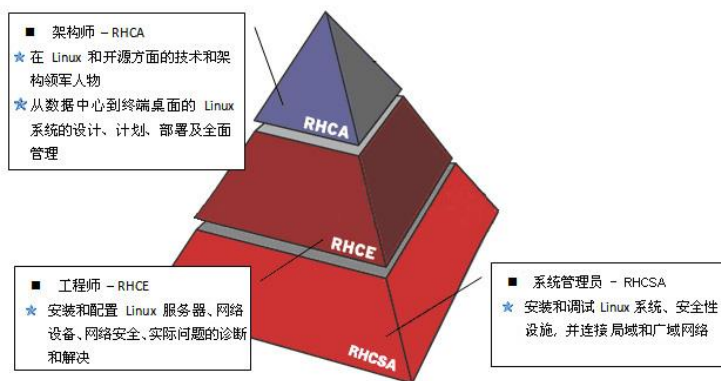 ■ 架构师 – RHCA
在 Linux 和开源方面的技术和架
构领军人物
从数据中心到终端桌面的 Linux
系统的设计、计划、部署及全面
管理
RHCA
RHCE
RHCSA
■ 工程师 – RHCE
安装和配置 Linux 服务器、网络
设备、网络安全、实际问题的诊断
和解决
■ 系统管理员 - RHCSA
安装和调试 Linux 系统、安全性
设施, 并连接局域和广域网络